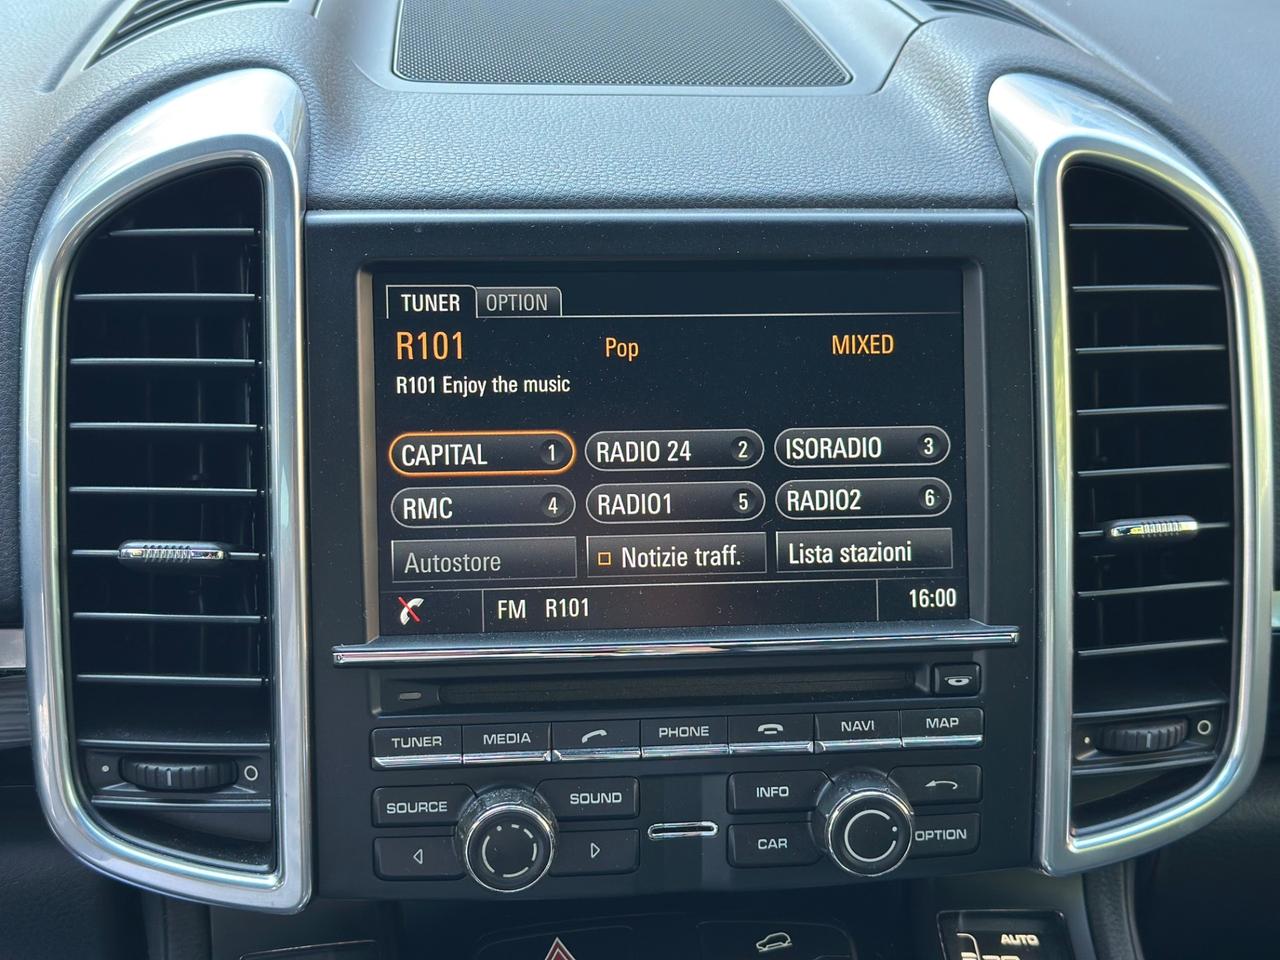 TUNER OPTION
R101 Pop MIXED
R101 Enjoy the music
CAPITAL 1 RADIO 24 2 ISORADIO 3
RMC 4 RADIO1 5 RADIO2 6
Autostore Notizie traff. Lista stazioni
FM R101 16:00
TUNER MEDIA PHONE NAVI MAP
SOURCE SOUND INFO
CAR OPTION
AUTO